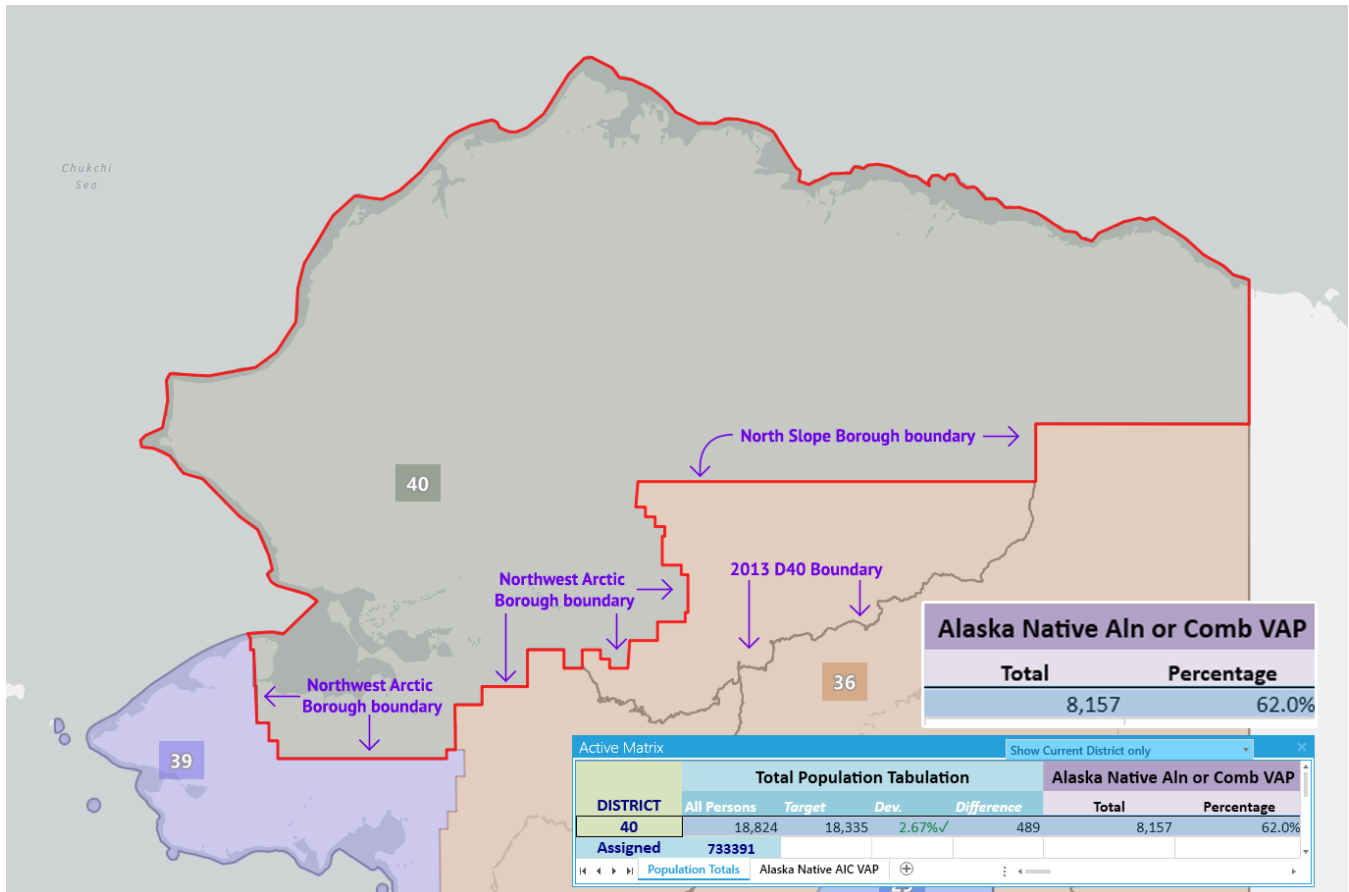 Chukchi
Sea
North Slope Borough boundary
40
Northwest Arctic
Borough boundary
2013 D40 Boundary
Northwest Arctic
Borough boundary
36
39
Alaska Native Aln or Comb VAP
Total Percentage
8,157 62.0%
Active Matrix Show Current District only
Total Population Tabulation Alaska Native Aln or Comb VAP
DISTRICT All Persons Target Dev. Difference Total Percentage
40 18,824 18,335 2.67%✓ 489 8,157 62.0%
Assigned 733391
Population Totals Alaska Native AIC VAP